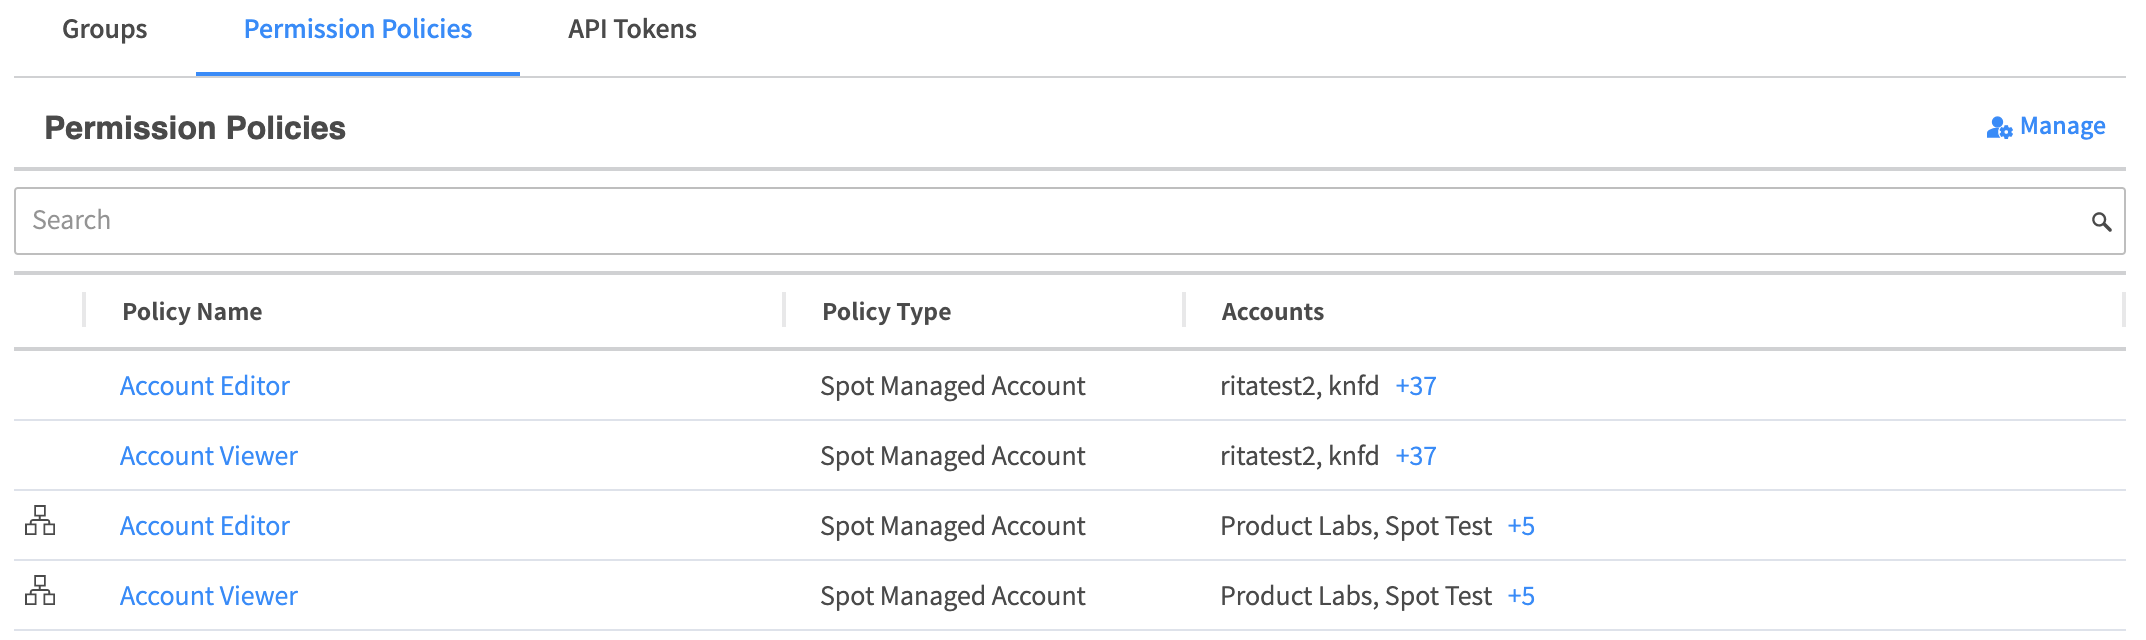 Groups Permission Policies API Tokens
Permission Policies Manage
Search
Policy Name Policy Type Accounts
Account Editor Spot Managed Account ritatest2, knfd +37
Account Viewer Spot Managed Account ritatest2, knfd +37
Account Editor Spot Managed Account Product Labs, Spot Test +5
Account Viewer Spot Managed Account Product Labs, Spot Test +5